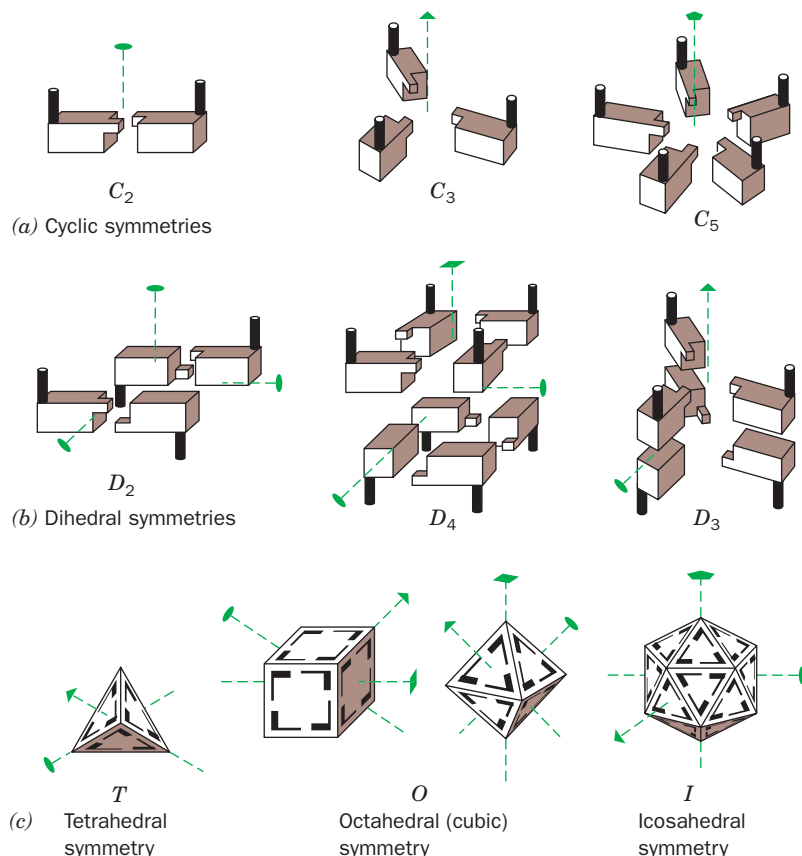 C2
C3
C5
(a) Cyclic symmetries
D2
D4
D3
(b) Dihedral symmetries
T
O
I
(c) Tetrahedral symmetry
Octahedral (cubic) symmetry
Icosahedral symmetry